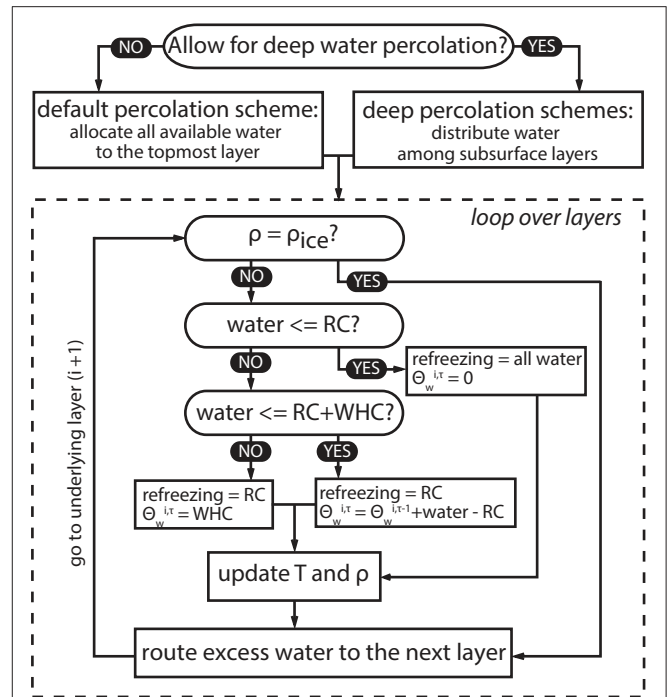 Allow for deep water percolation?
NO
YES
default percolation scheme:
allocate all available water
to the topmost layer
deep percolation schemes:
distribute water
among subsurface layers
loop over layers
ρ = ρice?
NO
YES
water <= RC?
NO
YES
refreezing = all water
Θw i,τ = 0
water <= RC+WHC?
NO
YES
refreezing = RC
Θw i,τ = WHC
refreezing = RC
Θw i,τ = Θw i,τ-1 +water - RC
update T and ρ
route excess water to the next layer
go to underlying layer (i +1)